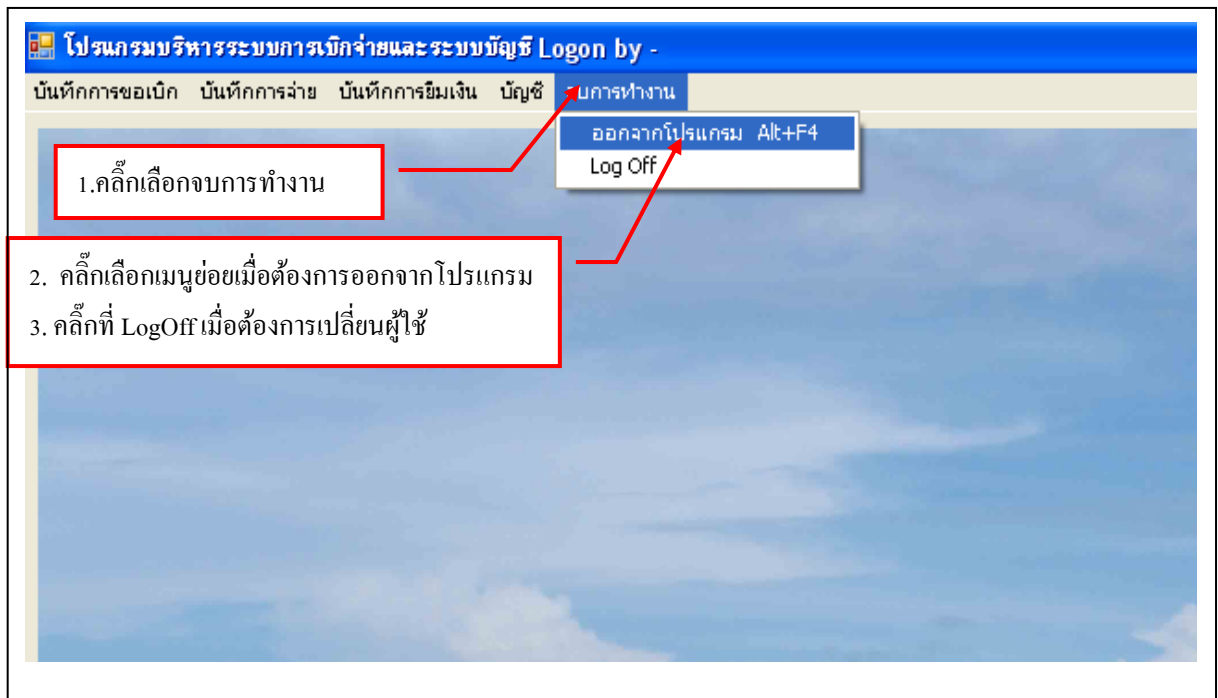 โปรแกรมบริหารระบบการเบิกจ่ายและระบบบัญชี Logon by -
บันทึกการขอเบิก บันทึกการจ่าย บันทึกการยืมเงิน บัญชี จบการทำงาน
ออกจากโปรแกรม Alt+F4
Log Off
1.คลิ๊กเลือกจบการทำงาน
2. คลิ๊กเลือกเมนูย่อยเมื่อต้องการออกจากโปรแกรม
3. คลิ๊กที่ LogOff เมื่อต้องการเปลี่ยนผู้ใช้